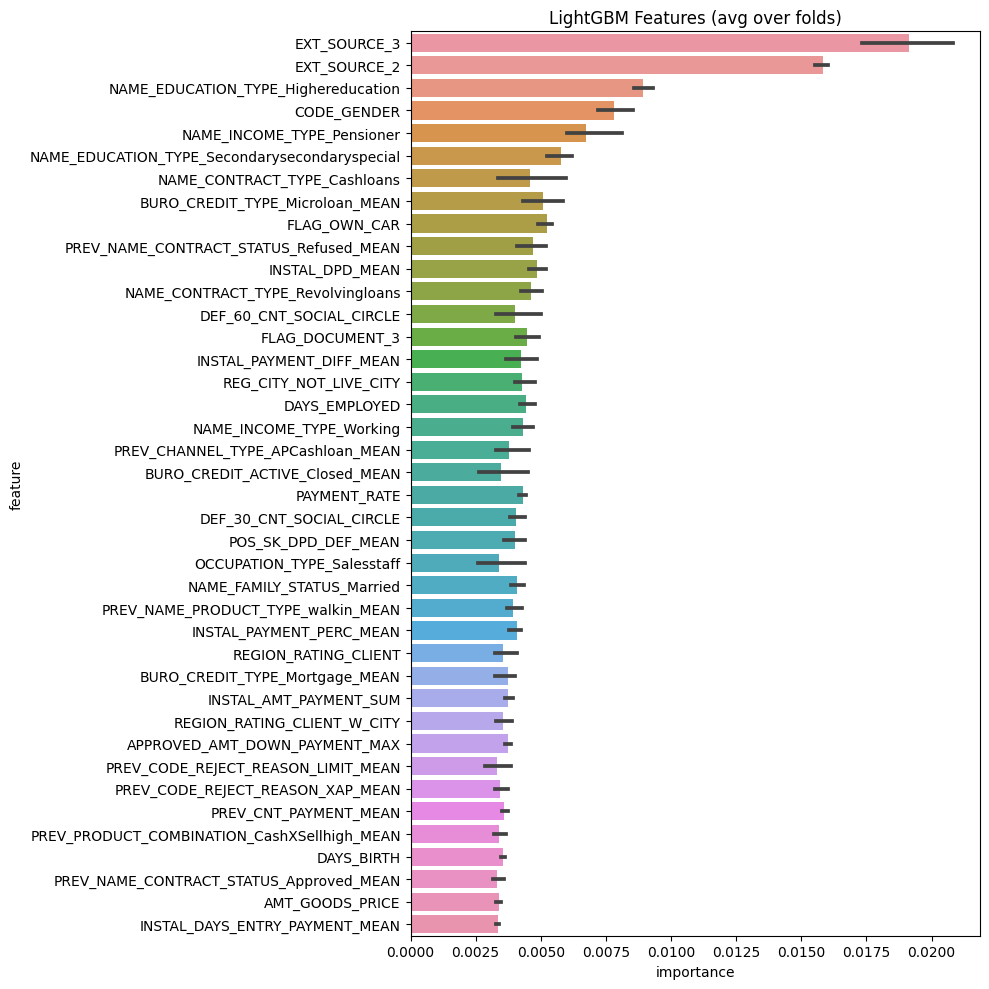 LightGBM Features (avg over folds)
EXT_SOURCE_3
EXT_SOURCE_2
NAME_EDUCATION_TYPE_Highereducation
CODE_GENDER
NAME_INCOME_TYPE_Pensioner
NAME_EDUCATION_TYPE_Secondarysecondaryspecial
NAME_CONTRACT_TYPE_Cashloans
BURO_CREDIT_TYPE_Microloan_MEAN
FLAG_OWN_CAR
PREV_NAME_CONTRACT_STATUS_Refused_MEAN
INSTAL_DPD_MEAN
NAME_CONTRACT_TYPE_Revolvingloans
DEF_60_CNT_SOCIAL_CIRCLE
FLAG_DOCUMENT_3
INSTAL_PAYMENT_DIFF_MEAN
REG_CITY_NOT_LIVE_CITY
DAYS_EMPLOYED
NAME_INCOME_TYPE_Working
PREV_CHANNEL_TYPE_APCashloan_MEAN
BURO_CREDIT_ACTIVE_Closed_MEAN
PAYMENT_RATE
DEF_30_CNT_SOCIAL_CIRCLE
POS_SK_DPD_DEF_MEAN
OCCUPATION_TYPE_Salesstaff
NAME_FAMILY_STATUS_Married
PREV_NAME_PRODUCT_TYPE_walkin_MEAN
INSTAL_PAYMENT_PERC_MEAN
REGION_RATING_CLIENT
BURO_CREDIT_TYPE_Mortgage_MEAN
INSTAL_AMT_PAYMENT_SUM
REGION_RATING_CLIENT_W_CITY
APPROVED_AMT_DOWN_PAYMENT_MAX
PREV_CODE_REJECT_REASON_LIMIT_MEAN
PREV_CODE_REJECT_REASON_XAP_MEAN
PREV_CNT_PAYMENT_MEAN
PREV_PRODUCT_COMBINATION_CashXSellhigh_MEAN
DAYS_BIRTH
PREV_NAME_CONTRACT_STATUS_Approved_MEAN
AMT_GOODS_PRICE
INSTAL_DAYS_ENTRY_PAYMENT_MEAN
feature
0.0000 0.0025 0.0050 0.0075 0.0100 0.0125 0.0150 0.0175 0.0200
importance